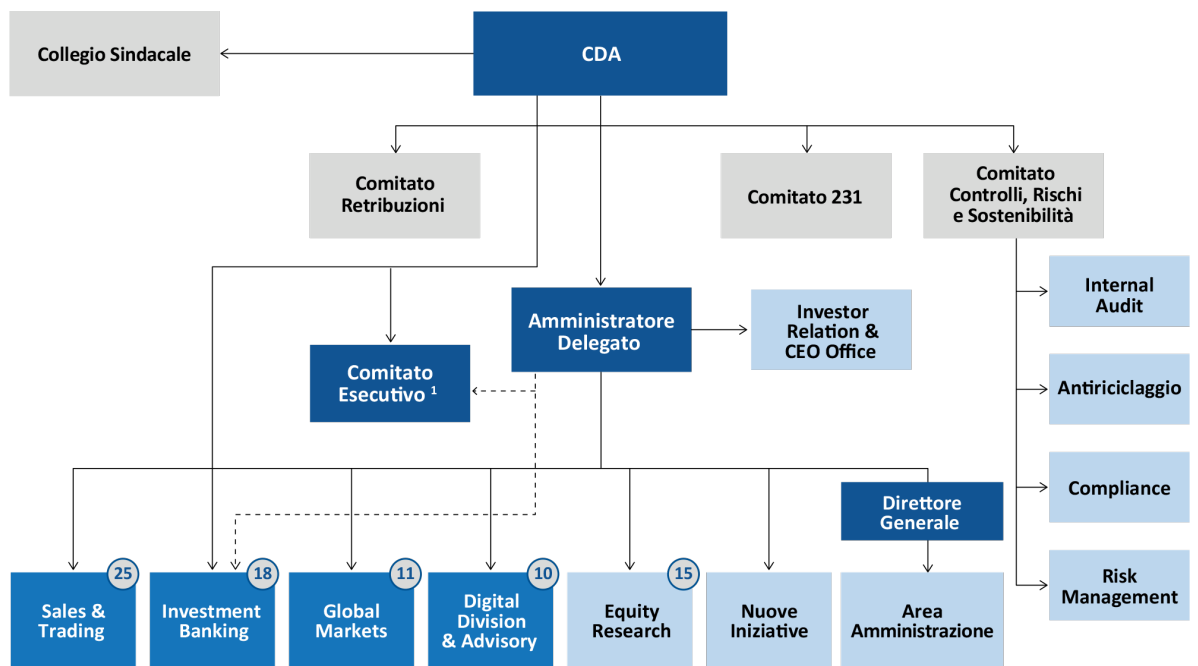 Collegio Sindacale
CDA
Comitato
Retribuzioni
Comitato 231
Comitato
Controlli, Rischi
e Sostenibilità
Internal
Audit
Amministratore
Delegato
Investor
Relation &
CEO Office
Comitato
Esecutivo 1
Antiriciclaggio
Compliance
Direttore
Generale
Risk
Management
25
Sales &
Trading
18
Investment
Banking
11
Global
Markets
10
Digital
Division
& Advisory
15
Equity
Research
Nuove
Iniziative
Area
Amministrazione